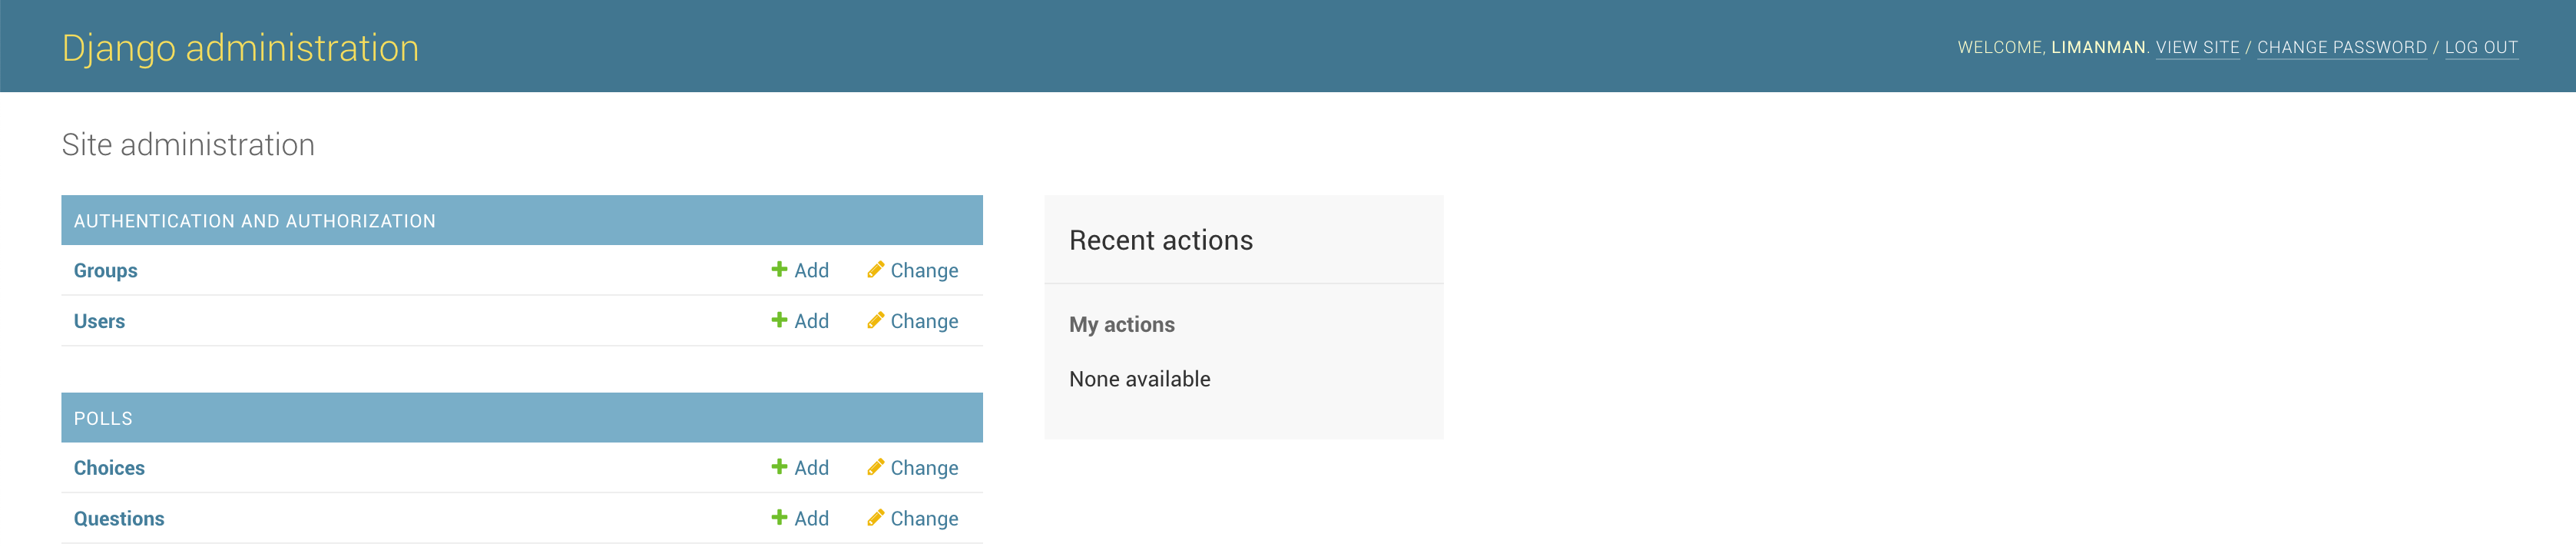 Django administration
WELCOME, LIMANMAN. VIEW SITE / CHANGE PASSWORD / LOG OUT
Site administration
AUTHENTICATION AND AUTHORIZATION
Groups Add Change
Users Add Change
POLLS
Choices Add Change
Questions Add Change
Recent actions
My actions
None available